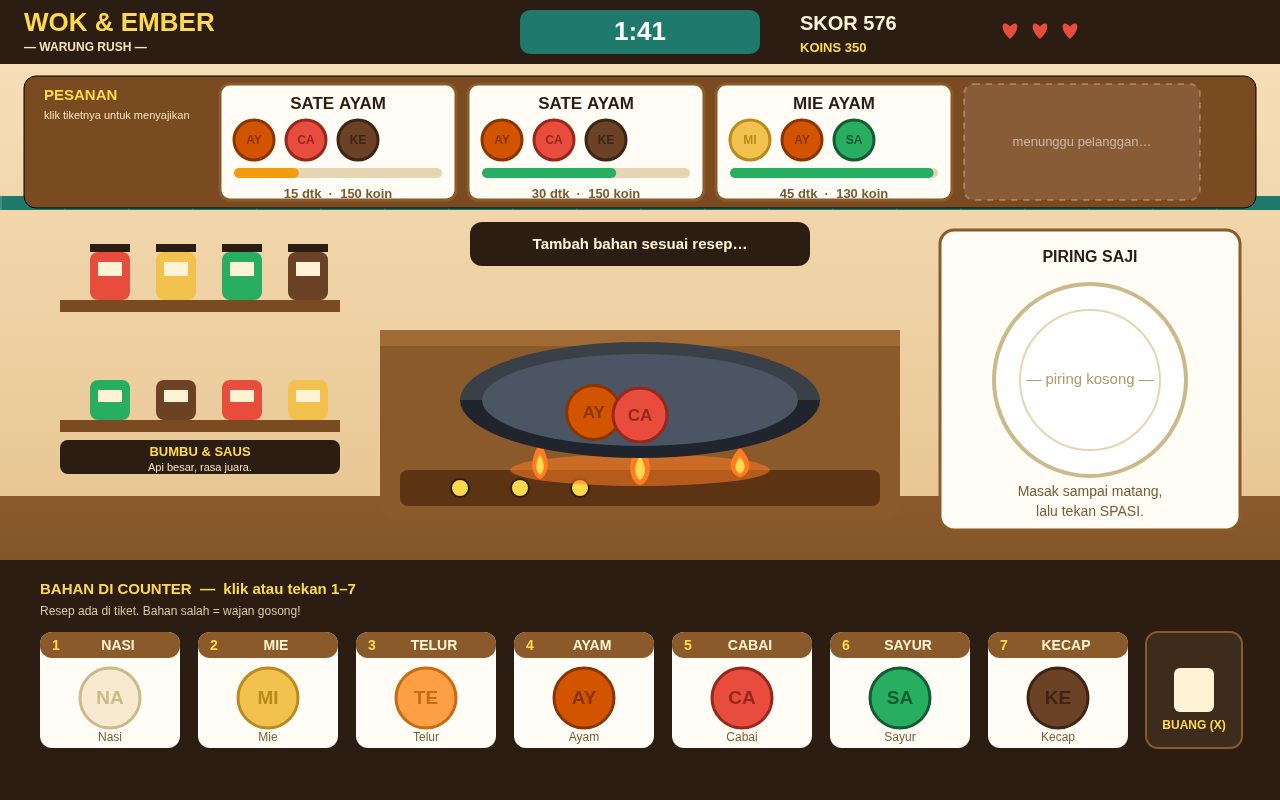 WOK & EMBER
— WARUNG RUSH —
1:41
SKOR 576
KOINS 350
PESANAN
klik tiketnya untuk menyajikan
SATE AYAM
AY CA KE
15 dtk · 150 koin
SATE AYAM
AY CA KE
30 dtk · 150 koin
MIE AYAM
MI AY SA
45 dtk · 130 koin
menunggu pelanggan…
Tambah bahan sesuai resep…
BUMBU & SAUS
Api besar, rasa juara.
AY CA
PIRING SAJI
— piring kosong —
Masak sampai matang,
lalu tekan SPASI.
BAHAN DI COUNTER — klik atau tekan 1–7
Resep ada di tiket. Bahan salah = wajan gosong!
1 NASI
NA
Nasi
2 MIE
MI
Mie
3 TELUR
TE
Telur
4 AYAM
AY
Ayam
5 CABAI
CA
Cabai
6 SAYUR
SA
Sayur
7 KECAP
KE
Kecap
BUANG (X)